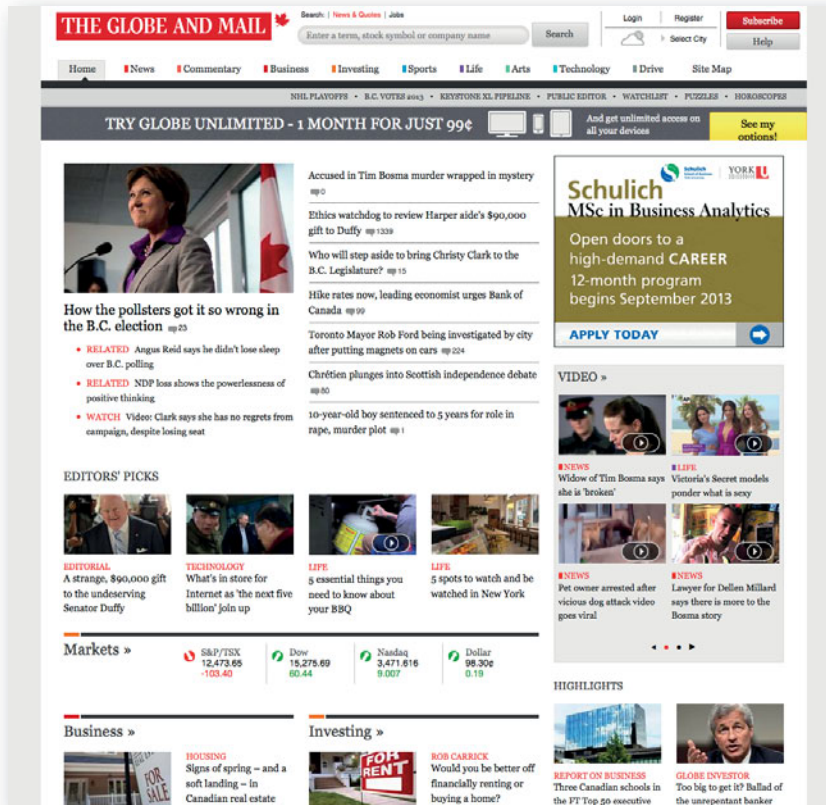 THE GLOBE AND MAIL
Search: | News & Quotes | Jobs
Enter a term, stock symbol or company name
Search
Login
Register
Select City
Subscribe
Help
Home
News
Commentary
Business
Investing
Sports
Life
Arts
Technology
Drive
Site Map
NHL PLAYOFFS • B.C. VOTES 2013 • KEYSTONE XL PIPELINE • PUBLIC EDITOR • WATCHLIST • PUZZLES • HOROSCOPES
TRY GLOBE UNLIMITED - 1 MONTH FOR JUST 99¢
And get unlimited access on
all your devices
See my
options!
How the pollsters got it so wrong in
the B.C. election 23
• RELATED Angus Reid says he didn't lose sleep
over B.C. polling
• RELATED NDP loss shows the powerlessness of
positive thinking
• WATCH Video: Clark says she has no regrets from
campaign, despite losing seat
Accused in Tim Bosma murder wrapped in mystery
0
Ethics watchdog to review Harper aide's $90,000
gift to Duffy 1339
Who will step aside to bring Christy Clark to the
B.C. Legislature? 15
Hike rates now, leading economist urges Bank of
Canada 99
Toronto Mayor Rob Ford being investigated by city
after putting magnets on cars 224
Chrétien plunges into Scottish independence debate
80
10-year-old boy sentenced to 5 years for role in
rape, murder plot 1
Schulich
YORK U
Schulich
MSc in Business Analytics
Open doors to a
high-demand CAREER
12-month program
begins September 2013
APPLY TODAY
VIDEO »
NEWS
Widow of Tim Bosma says
she is 'broken'
AP
LIFE
Victoria's Secret models
ponder what is sexy
NEWS
Pet owner arrested after
vicious dog attack video
goes viral
NEWS
Lawyer for Dellen Millard
says there is more to the
Bosma story
EDITORS' PICKS
EDITORIAL
A strange, $90,000 gift
to the undeserving
Senator Duffy
TECHNOLOGY
What's in store for
Internet as 'the next five
billion' join up
LIFE
5 essential things you
need to know about
your BBQ
LIFE
5 spots to watch and be
watched in New York
Markets »
S&P/TSX
12,473.65
-103.40
Dow
15,275.69
60.44
Nasdaq
3,471.616
9.007
Dollar
98.30¢
0.19
Business »
FOR
SALE
HOUSING
Signs of spring – and a
soft landing – in
Canadian real estate
Investing »
FOR
RENT
ROB CARRICK
Would you be better off
financially renting or
buying a home?
HIGHLIGHTS
REPORT ON BUSINESS
Three Canadian schools in
the FT Top 50 executive
GLOBE INVESTOR
Too big to get it? Ballad of
the unrepentant banker